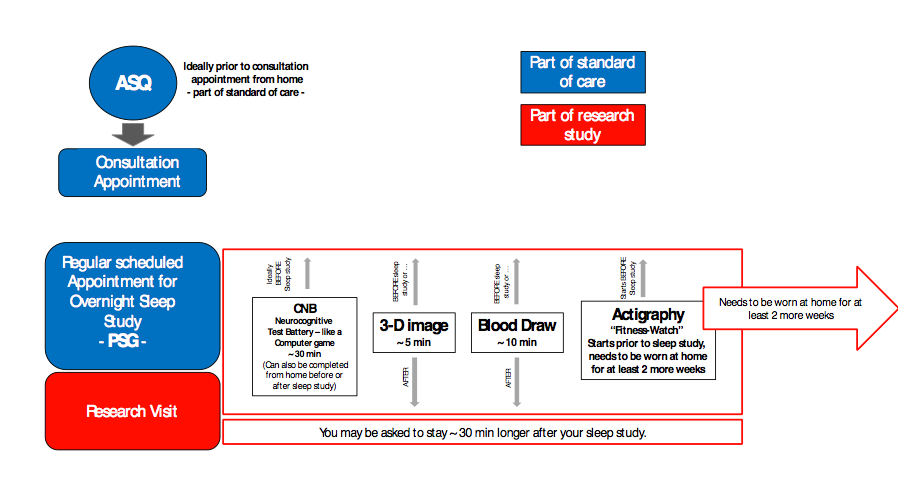 ASQ
Ideally prior to consultation
appointment from home
- part of standard of care -
Part of standard
of care
Part of research
study
Consultation
Appointment
Regular scheduled
Appointment for
Overnight Sleep
Study
- PSG -
Research Visit
Ideally
BEFORE
Sleep study
CNB
Neurocognitive
Test Battery – like a
Computer game
~ 30 min
(Can also be completed
from home before or
after sleep study)
BEFORE sleep
study or …
3-D image
~ 5 min
AFTER
BEFORE sleep
study or …
Blood Draw
~ 10 min
AFTER
Starts BEFORE
Sleep study
Actigraphy
“Fitness-Watch”
Starts prior to sleep study,
needs to be worn at home
for at least 2 more weeks
Needs to be worn at home for at
least 2 more weeks
You may be asked to stay ~ 30 min longer after your sleep study.